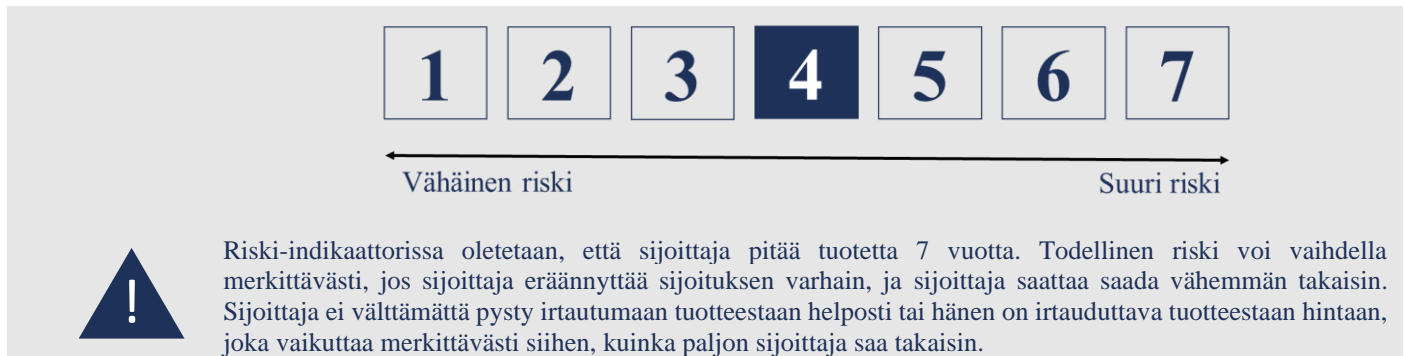 1 2 3 4 5 6 7
Vähäinen riski Suuri riski
Riski-indikaattorissa oletetaan, että sijoittaja pitää tuotetta 7 vuotta. Todellinen riski voi vaihdella
merkittävästi, jos sijoittaja eräännyttää sijoituksen varhain, ja sijoittaja saattaa saada vähemmän takaisin.
Sijoittaja ei välttämättä pysty irtautumaan tuotteestaan helposti tai hänen on irtauduttava tuotteestaan hintaan,
joka vaikuttaa merkittävästi siihen, kuinka paljon sijoittaja saa takaisin.
!